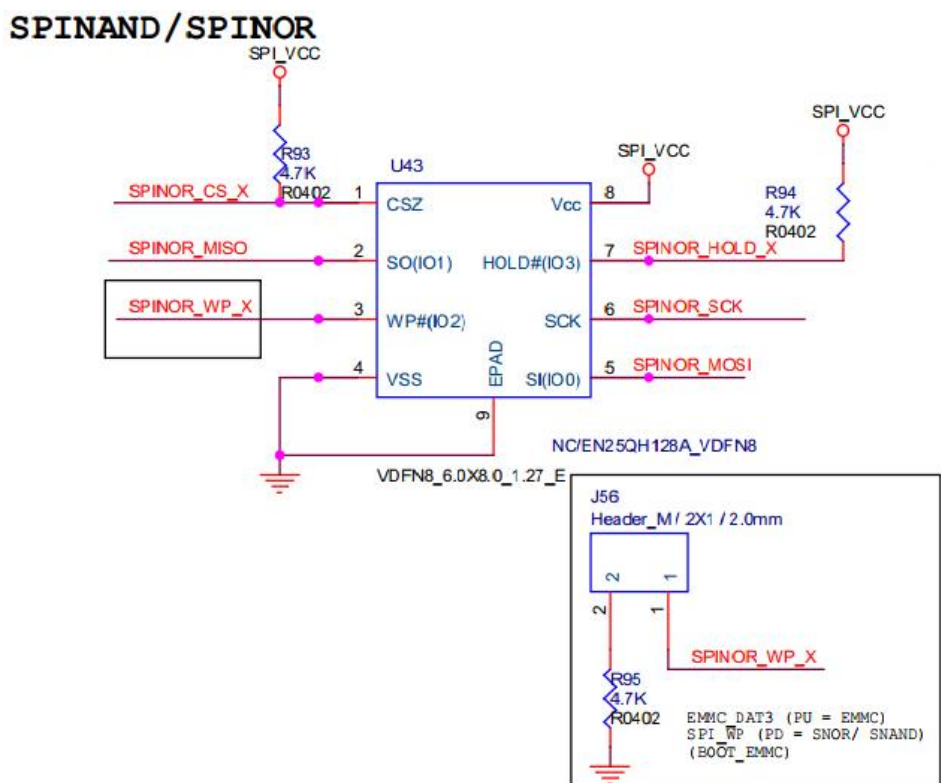 SPINAND/SPINOR
SPI_VCC
R93
4.7K
R0402
SPINOR_CS_X
SPINOR_MISO
SPINOR_WP_X
U43
1
CSZ
2
SO(IO1)
3
WP#(IO2)
4
VSS
EPAD
9
8
Vcc
7
HOLD#(IO3)
6
SCK
5
SI(IO0)
SPI_VCC
SPI_VCC
R94
4.7K
R0402
SPINOR_HOLD_X
SPINOR_SCK
SPINOR_MOSI
NC/EN25QH128A_VDFN8
VDFN8_6.0X8.0_1.27_E
J56
Header_M / 2X1 / 2.0mm
2 1
2 1
SPINOR_WP_X
R95
4.7K
R0402
EMMC_DAT3 (PU = EMMC)
SPI_WP (PD = SNOR/ SNAND)
(BOOT_EMMC)